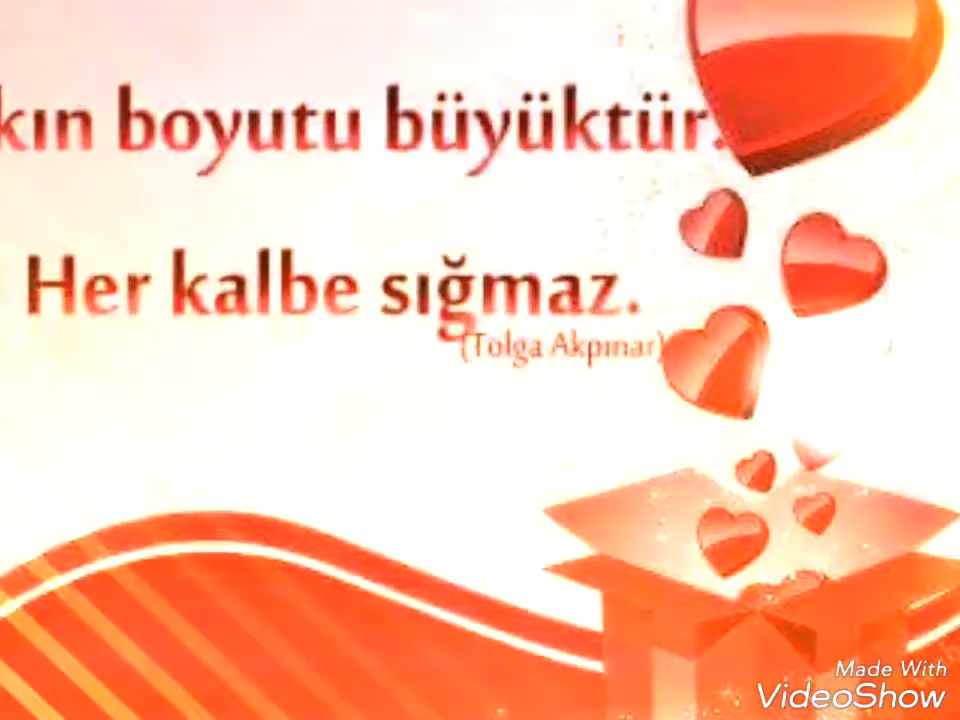 kın boyutu büyüktür.
Her kalbe sığmaz.
(Tolga Akpınar)
Made With
VideoShow